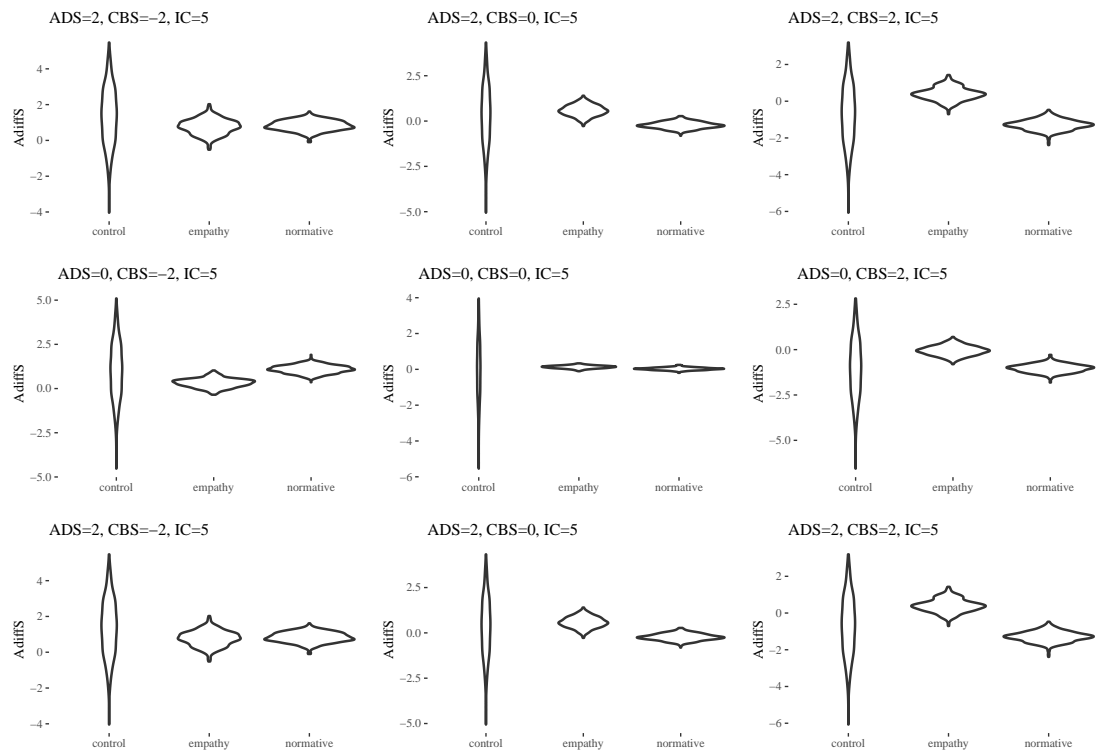 ADS=2, CBS=−2, IC=5
ADS=2, CBS=0, IC=5
ADS=2, CBS=2, IC=5
4
2
0
−2
−4
AdiffS
control
empathy
normative
2.5
0.0
−2.5
−5.0
AdiffS
control
empathy
normative
2
0
−2
−4
−6
AdiffS
control
empathy
normative
ADS=0, CBS=−2, IC=5
ADS=0, CBS=0, IC=5
ADS=0, CBS=2, IC=5
5.0
2.5
0.0
−2.5
−5.0
AdiffS
control
empathy
normative
4
2
0
−2
−4
−6
AdiffS
control
empathy
normative
2.5
0.0
−2.5
−5.0
AdiffS
control
empathy
normative
ADS=2, CBS=−2, IC=5
ADS=2, CBS=0, IC=5
ADS=2, CBS=2, IC=5
4
2
0
−2
−4
AdiffS
control
empathy
normative
2.5
0.0
−2.5
−5.0
AdiffS
control
empathy
normative
2
0
−2
−4
−6
AdiffS
control
empathy
normative